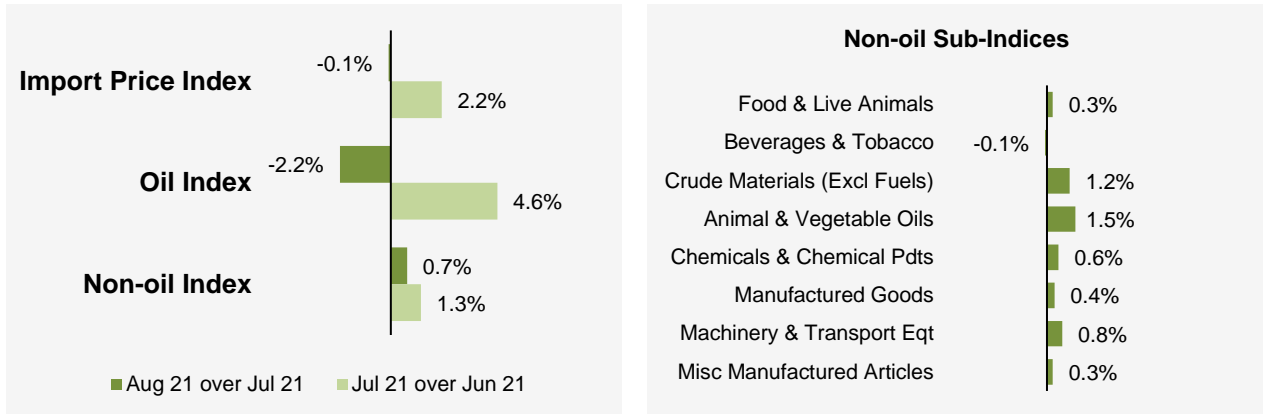 Import Price Index
-0.1%
2.2%
Oil Index
-2.2%
4.6%
Non-oil Index
0.7%
1.3%
Aug 21 over Jul 21
Jul 21 over Jun 21
Non-oil Sub-Indices
Food & Live Animals
0.3%
Beverages & Tobacco
-0.1%
Crude Materials (Excl Fuels)
1.2%
Animal & Vegetable Oils
1.5%
Chemicals & Chemical Pdts
0.6%
Manufactured Goods
0.4%
Machinery & Transport Eqt
0.8%
Misc Manufactured Articles
0.3%